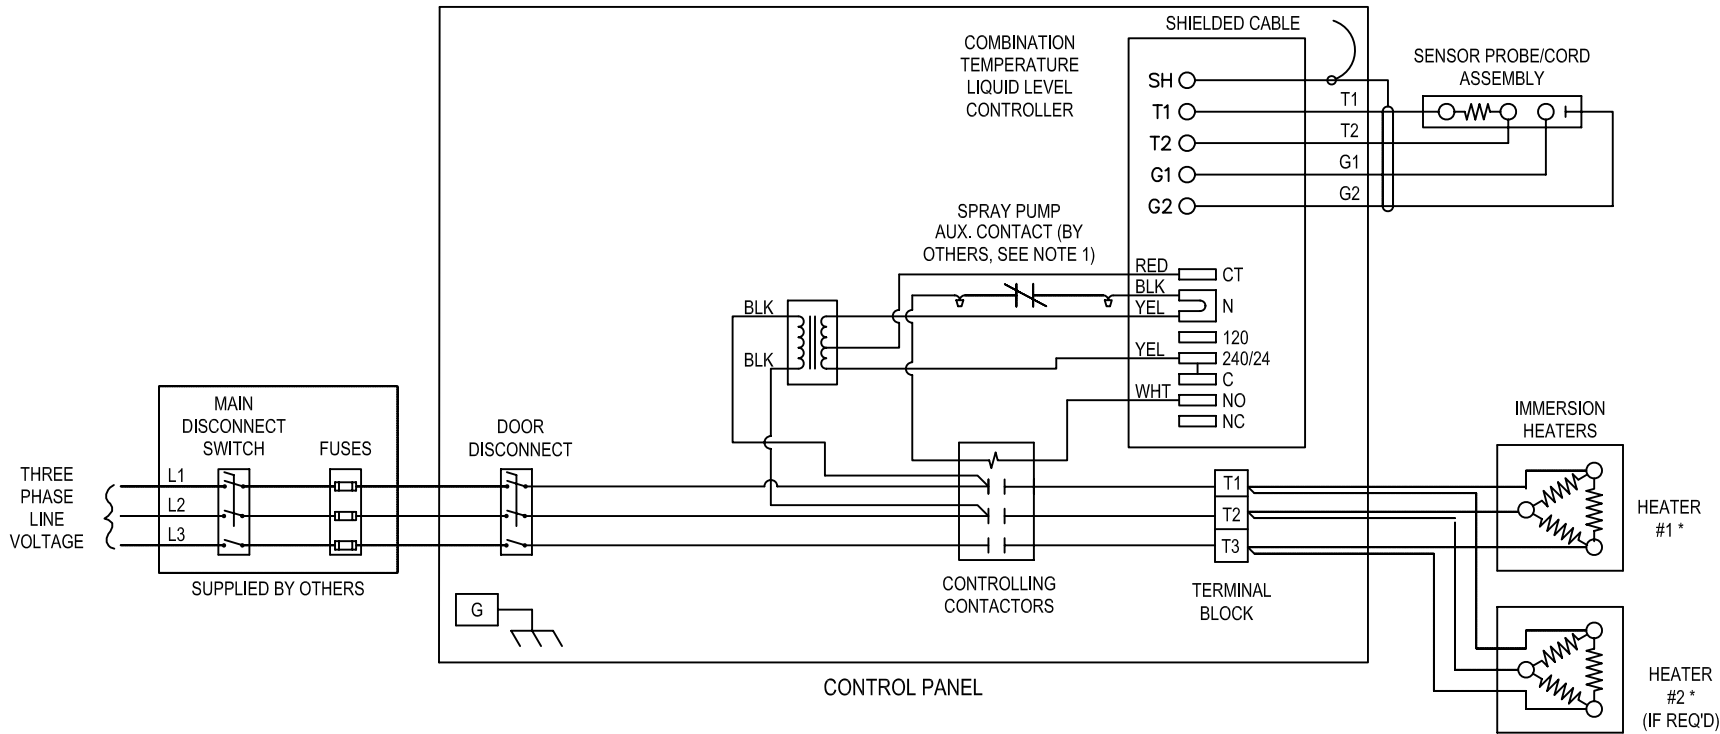 SHIELDED CABLE
COMBINATION
TEMPERATURE
LIQUID LEVEL
CONTROLLER
SENSOR PROBE/CORD
ASSEMBLY
SH
T1
T2
G1
G2
T1
T2
G1
G2
SPRAY PUMP
AUX. CONTACT (BY
OTHERS, SEE NOTE 1)
RED
BLK
YEL
YEL
WHT
CT
N
120
240/24
C
NO
NC
BLK
BLK
MAIN
DISCONNECT
SWITCH
FUSES
DOOR
DISCONNECT
THREE
PHASE
LINE
VOLTAGE
L1
L2
L3
SUPPLIED BY OTHERS
G
CONTROLLING
CONTACTORS
T1
T2
T3
TERMINAL
BLOCK
CONTROL PANEL
IMMERSION
HEATERS
HEATER
#1 *
HEATER
#2 *
(IF REQ'D)